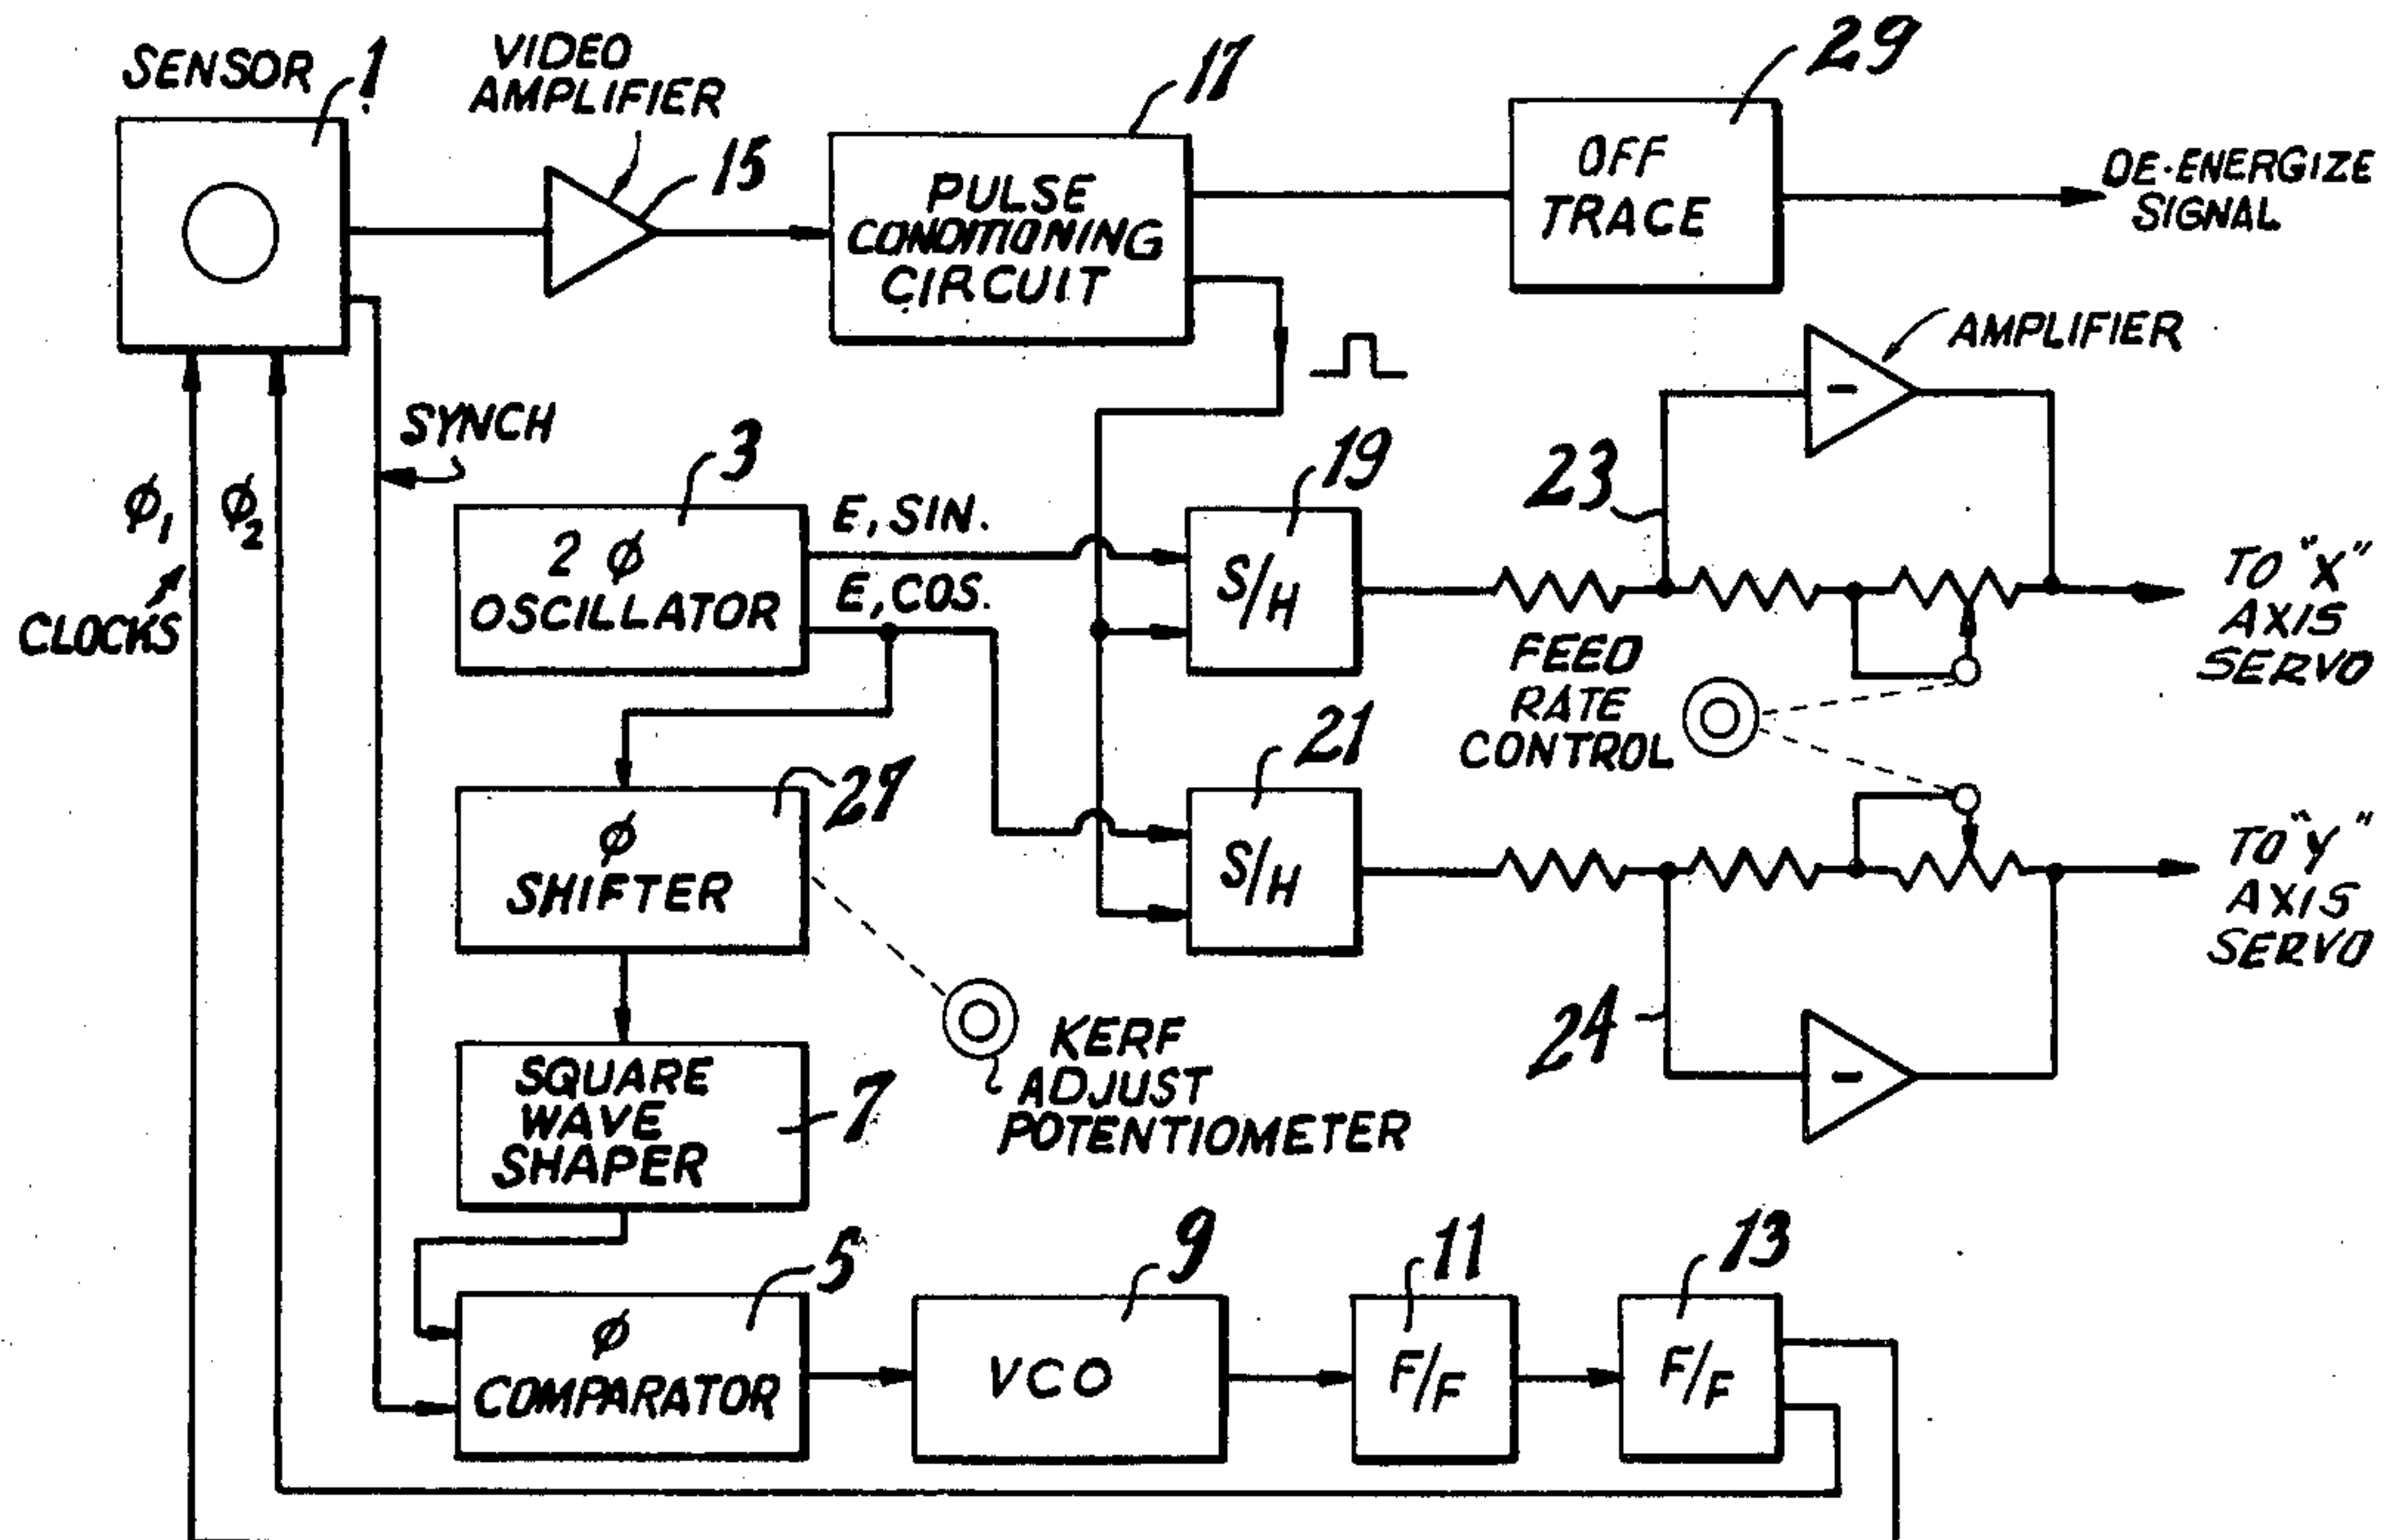 SENSOR
1
VIDEO
AMPLIFIER
15
17
PULSE
CONDITIONING
CIRCUIT
29
OFF
TRACE
DE-ENERGIZE
SIGNAL
AMPLIFIER
-
SYNCH
ϕ1
ϕ2
CLOCKS
3
2 ϕ
OSCILLATOR
E, SIN.
E, COS.
19
S/H
23
TO "X"
AXIS
SERVO
FEED
RATE
CONTROL
27
ϕ
SHIFTER
21
S/H
TO "Y"
AXIS
SERVO
24
-
KERF
ADJUST
POTENTIOMETER
SQUARE
WAVE
SHAPER
7
5
ϕ
COMPARATOR
9
VCO
11
F/F
13
F/F